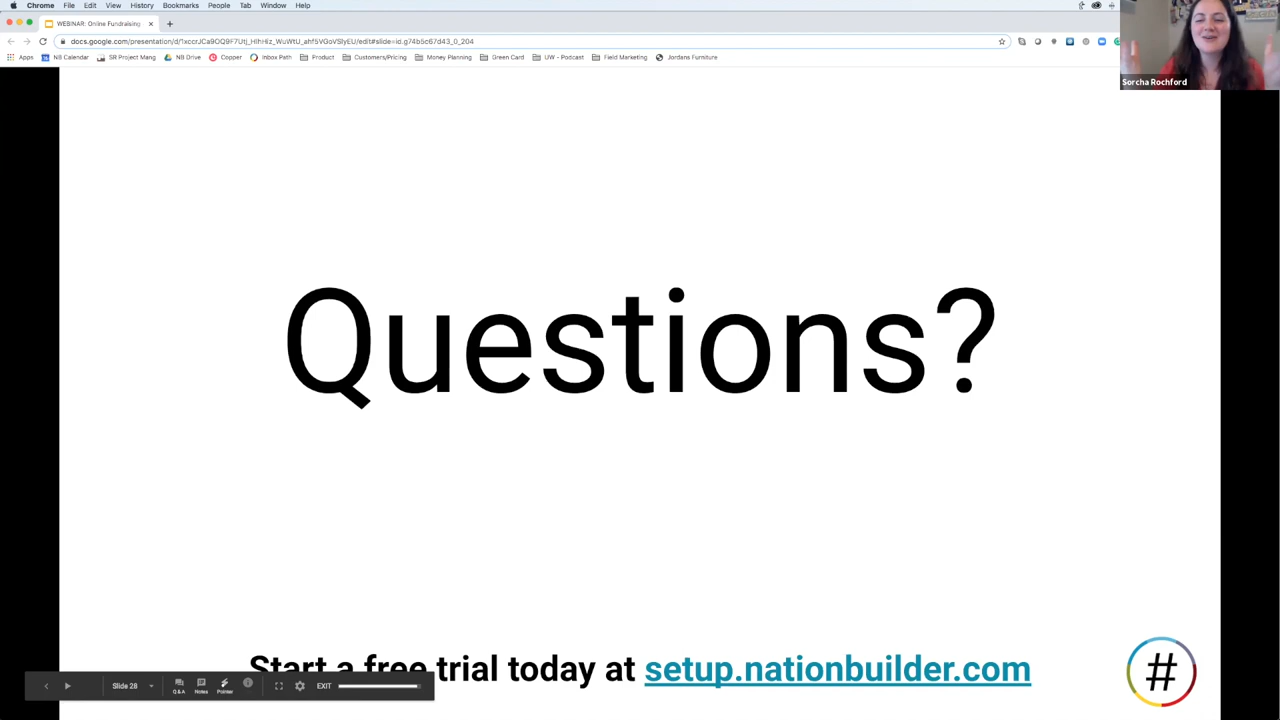 Chrome File Edit View History Bookmarks People Tab Window Help
WEBINAR: Online Fundraising
Apps NB Calendar SR Project Mang NB Drive Copper Inbox Path Product Customers/Pricing Money Planning Green Card UW - Podcast Field Marketing Jordans Furniture
Sorcha Rochford
Questions?
Start a free trial today at setup.nationbuilder.com
#
Slide 28 Q&A Notes Pointer EXIT